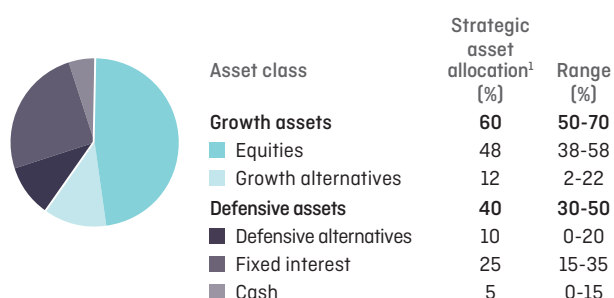 Strategic
asset
Asset class allocation¹ Range
(%) (%)
Growth assets 60 50-70
Equities 48 38-58
Growth alternatives 12 2-22
Defensive assets 40 30-50
Defensive alternatives 10 0-20
Fixed interest 25 15-35
Cash 5 0-15